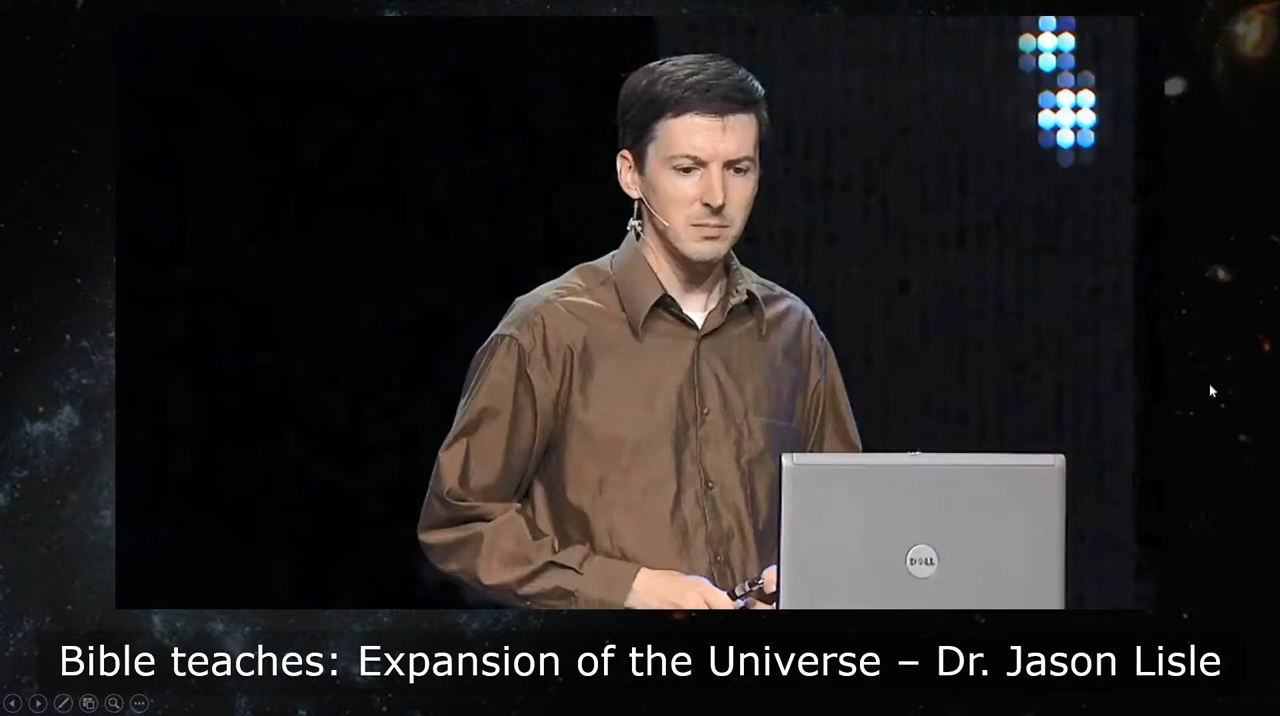 DELL
Bible teaches: Expansion of the Universe – Dr. Jason Lisle